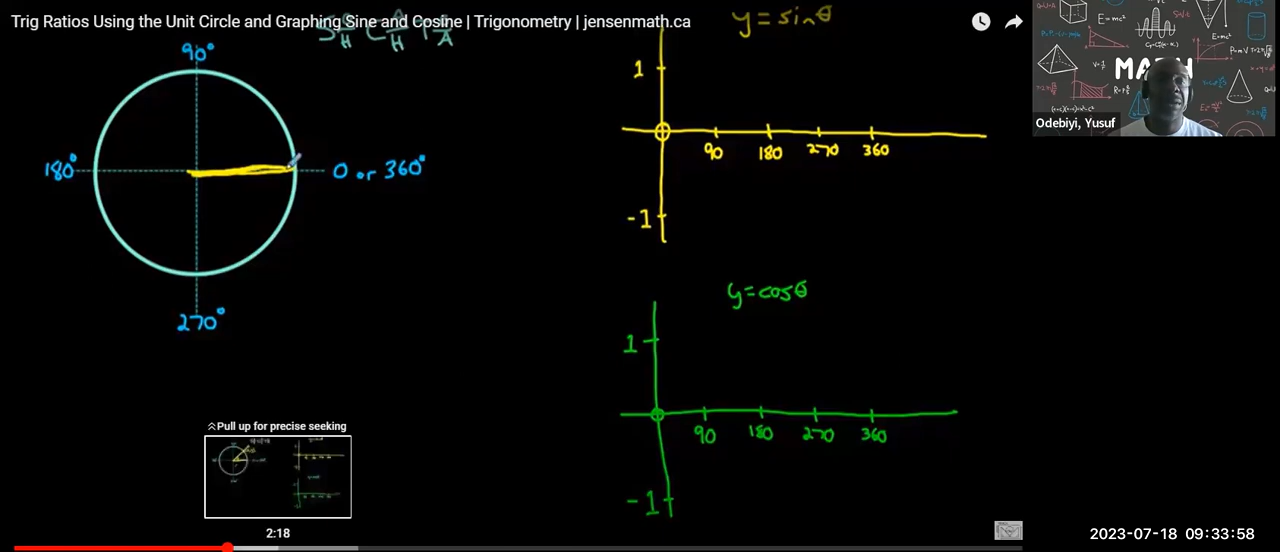 Trig Ratios Using the Unit Circle and Graphing Sine and Cosine | Trigonometry | jensenmath.ca
90°
180°
0 or 360°
270°
y = sinθ
1
90 180 270 360
-1
y=cosθ
1
90 180 270 360
-1
E=mc²
MATH
Odebiyi, Yusuf
Pull up for precise seeking
2:18
2023-07-18 09:33:58